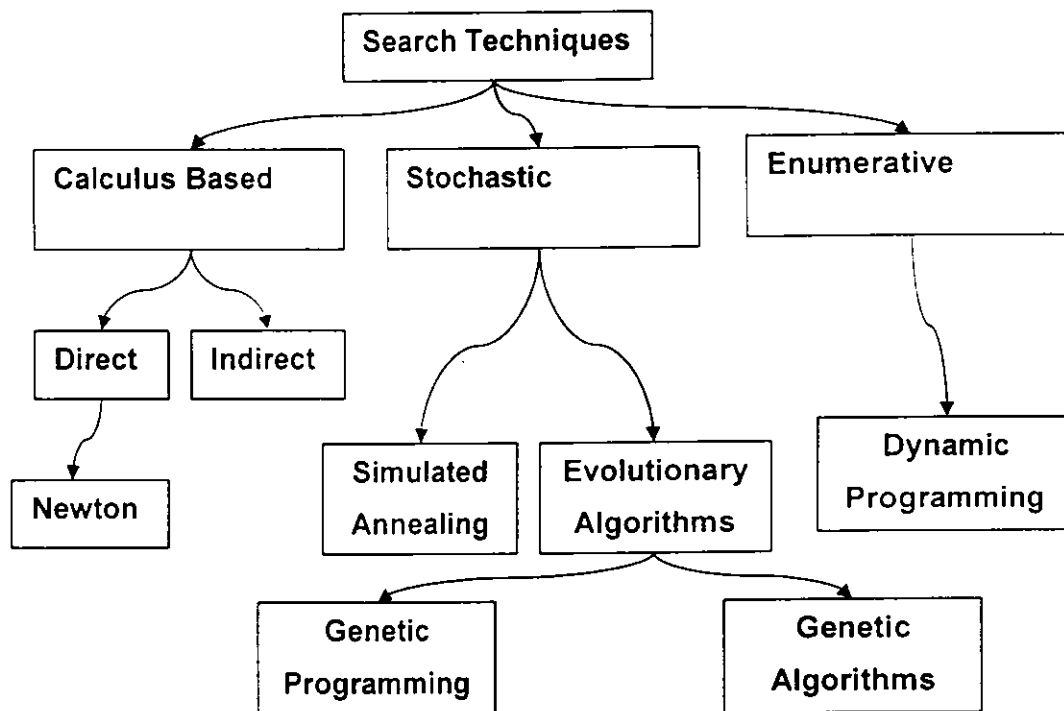 Search Techniques
Calculus Based
Stochastic
Enumerative
Direct
Indirect
Newton
Simulated
Annealing
Evolutionary
Algorithms
Dynamic
Programming
Genetic
Programming
Genetic
Algorithms